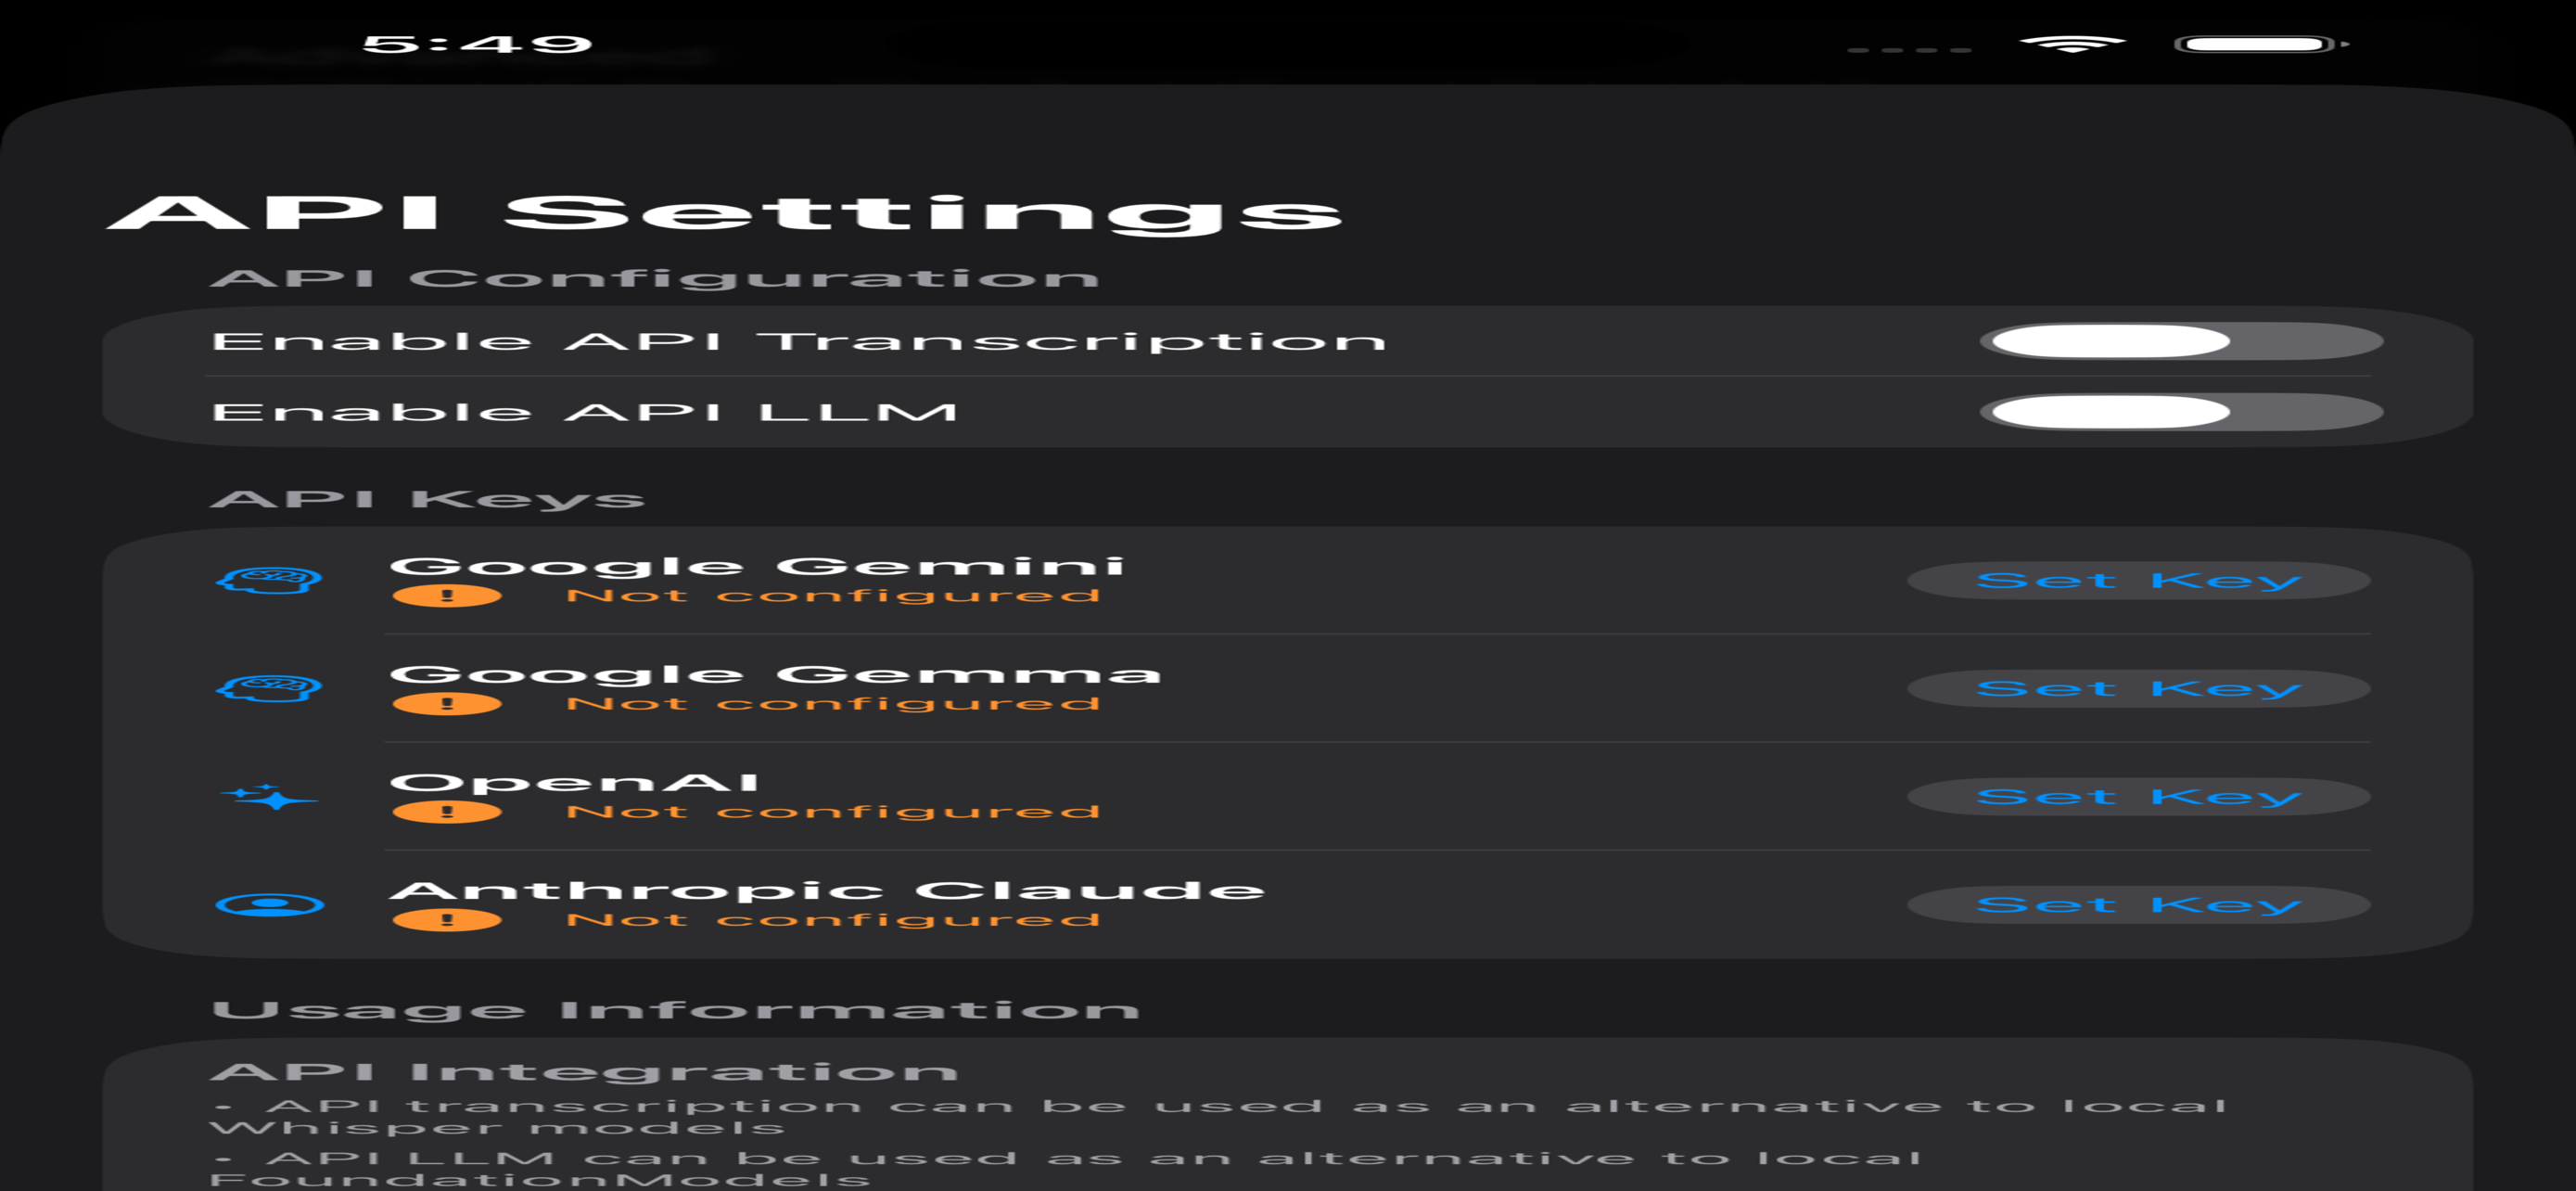 5:49
API Settings
API Configuration
Enable API Transcription
Enable API LLM
API Keys
Google Gemini
! Not configured
Set Key
Google Gemma
! Not configured
Set Key
OpenAI
! Not configured
Set Key
Anthropic Claude
! Not configured
Set Key
Usage Information
API Integration
• API transcription can be used as an alternative to local
Whisper models
• API LLM can be used as an alternative to local
FoundationModels